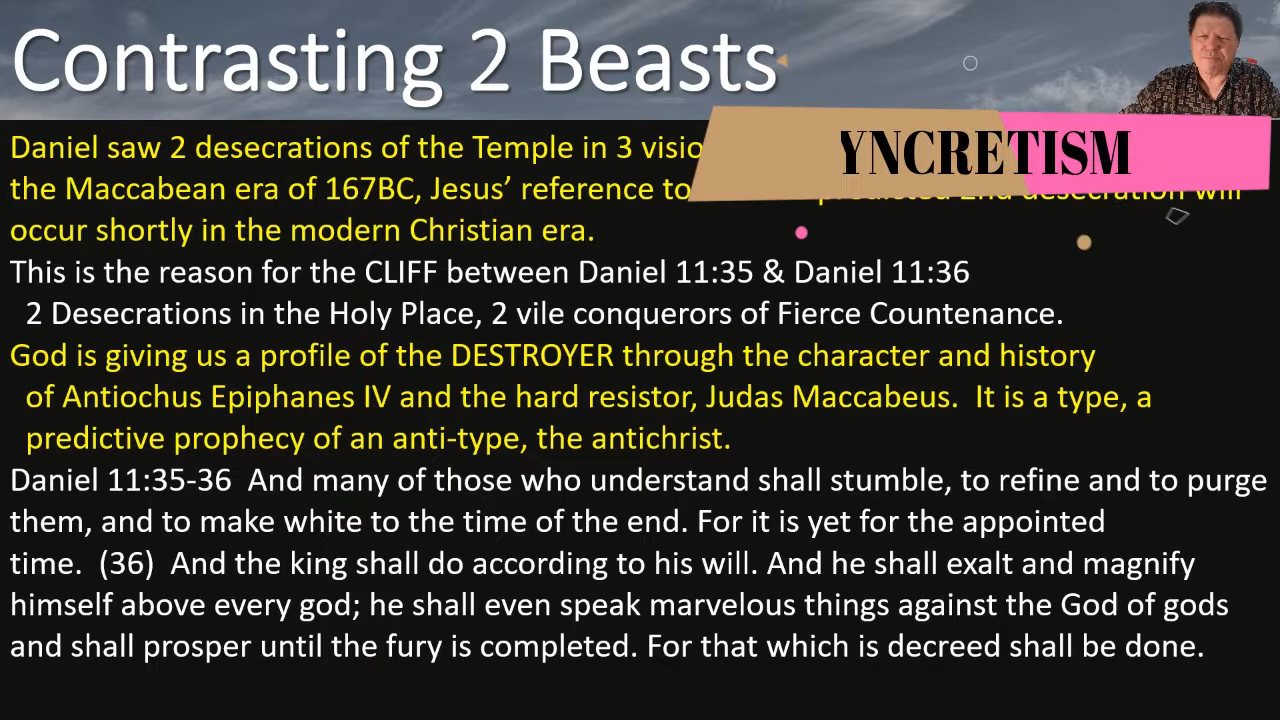 Contrasting 2 Beasts
YNCRETISM
Daniel saw 2 desecrations of the Temple in 3
the Maccabean era of 167BC, Jesus’ reference to 2nd desecration will
occur shortly in the modern Christian era.
This is the reason for the CLIFF between Daniel 11:35 & Daniel 11:36
2 Desecrations in the Holy Place, 2 vile conquerors of Fierce Countenance.
God is giving us a profile of the DESTROYER through the character and history
of Antiochus Epiphanes IV and the hard resistor, Judas Maccabeus. It is a type, a
predictive prophecy of an anti-type, the antichrist.
Daniel 11:35-36 And many of those who understand shall stumble, to refine and to purge
them, and to make white to the time of the end. For it is yet for the appointed
time. (36) And the king shall do according to his will. And he shall exalt and magnify
himself above every god; he shall even speak marvelous things against the God of gods
and shall prosper until the fury is completed. For that which is decreed shall be done.